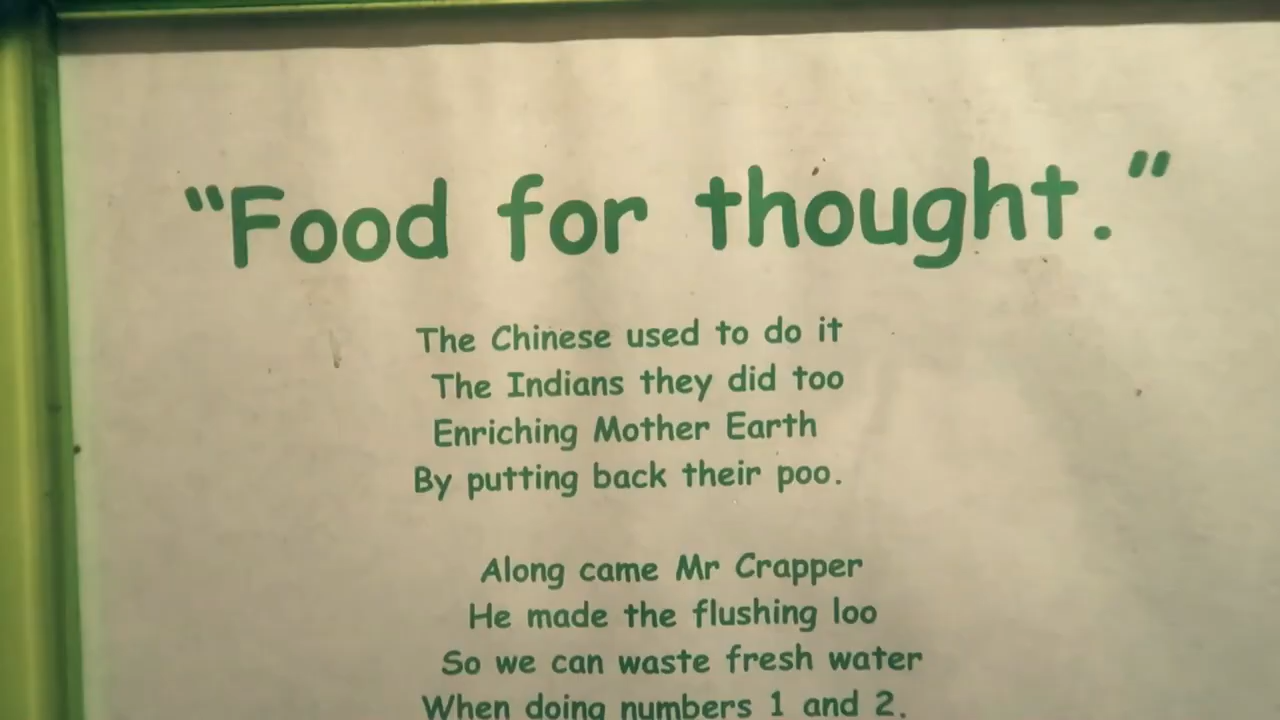 "Food for thought."
The Chinese used to do it
The Indians they did too
Enriching Mother Earth
By putting back their poo.
Along came Mr Crapper
He made the flushing loo
So we can waste fresh water
When doing numbers 1 and 2.